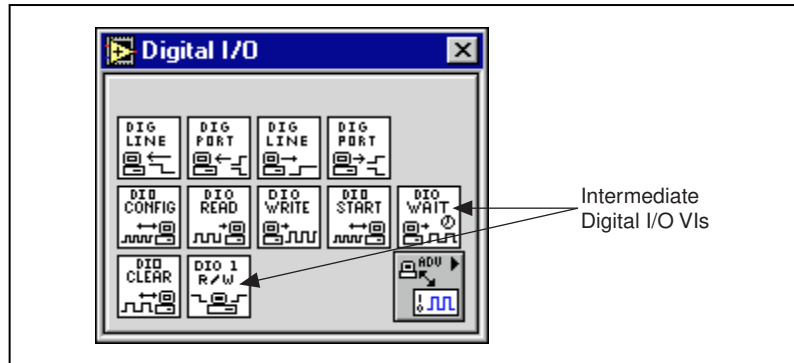 Digital I/O
DIG LINE
DIG PORT
DIG LINE
DIG PORT
DIO CONFIG
DIO READ
DIO WRITE
DIO START
DIO WAIT
DIO CLEAR
DIO 1 R/W
ADV
Intermediate
Digital I/O VIs